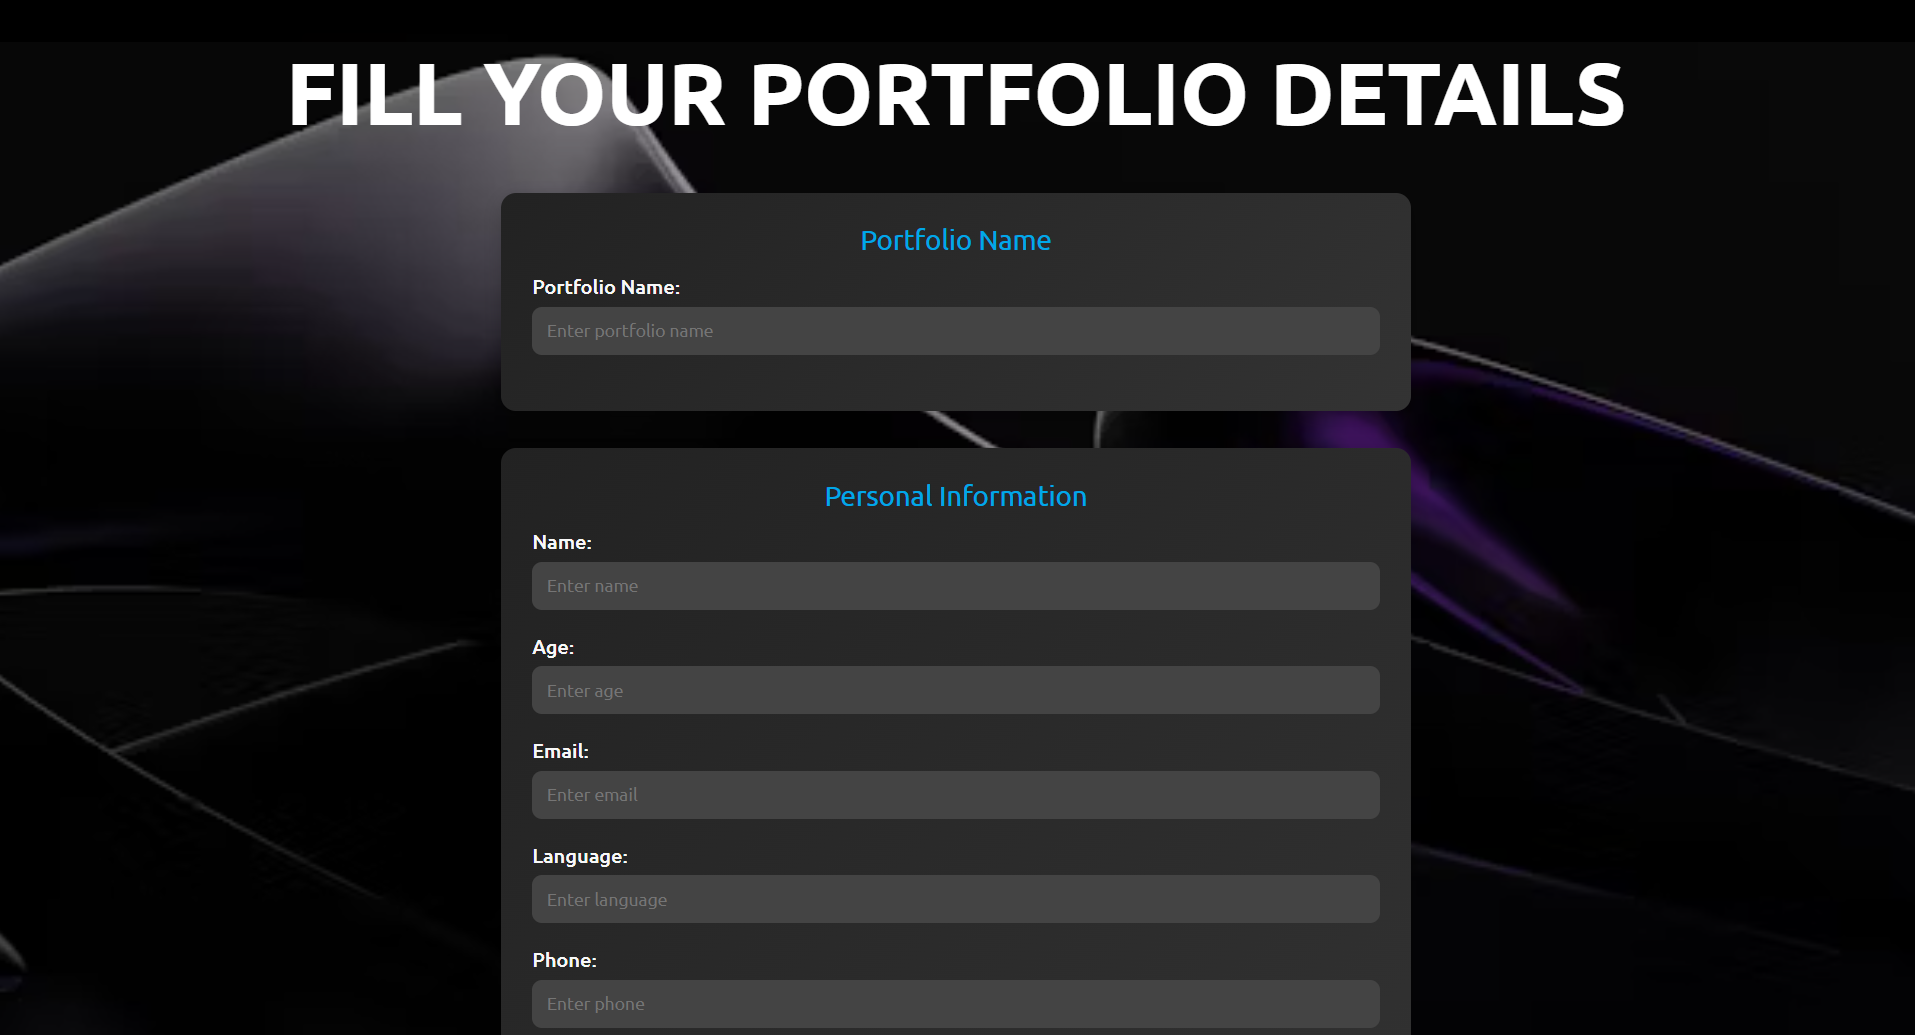 FILL YOUR PORTFOLIO DETAILS
Portfolio Name
Portfolio Name:
Enter portfolio name
Personal Information
Name:
Enter name
Age:
Enter age
Email:
Enter email
Language:
Enter language
Phone:
Enter phone